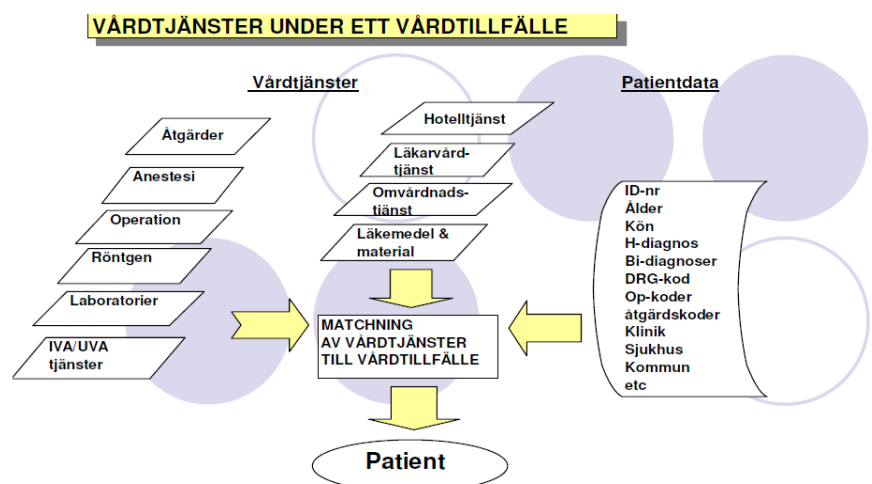 VÅRDTJÄNSTER UNDER ETT VÅRDTILLFÄLLE
Vårdtjänster
Patientdata
Åtgärder
Anestesi
Operation
Röntgen
Laboratorier
IVA/UVA
tjänster
Hotelltjänst
Läkarvård-
tjänst
Omvårdnads-
tjänst
Läkemedel &
material
ID-nr
Ålder
Kön
H-diagnos
Bi-diagnoser
DRG-kod
Op-koder
åtgärdskoder
Klinik
Sjukhus
Kommun
etc
MATCHNING
AV VÅRDTJÄNSTER
TILL VÅRDTILLFÄLLE
Patient